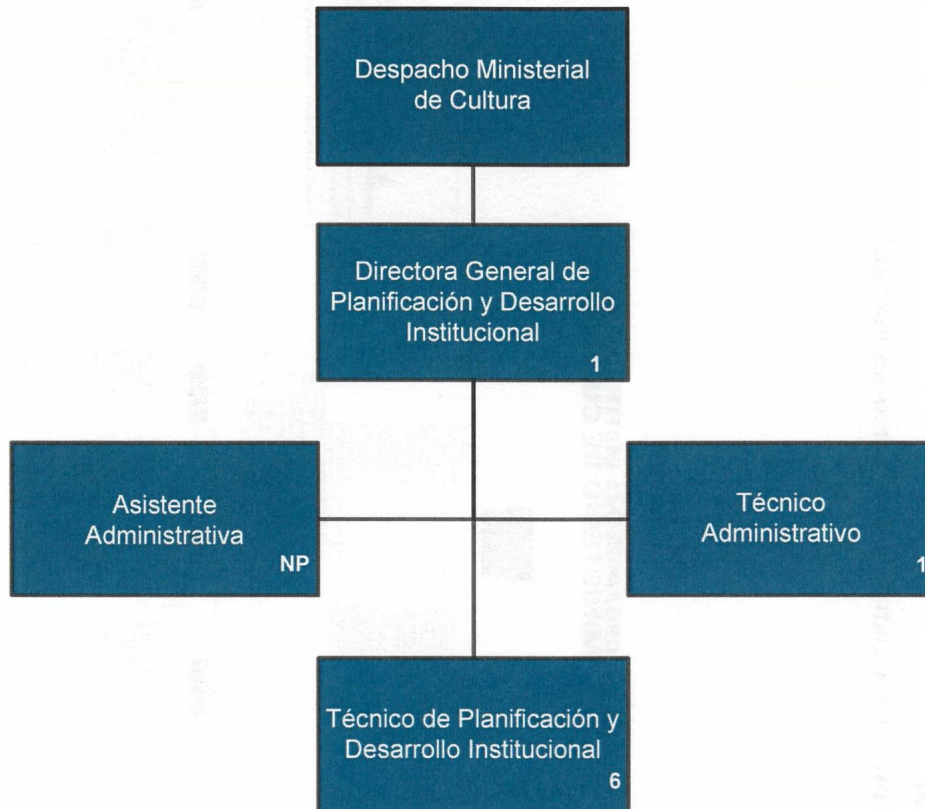 Despacho Ministerial
de Cultura
Directora General de
Planificación y Desarrollo
Institucional
1
Asistente
Administrativa
NP
Técnico
Administrativo
1
Técnico de Planificación y
Desarrollo Institucional
6